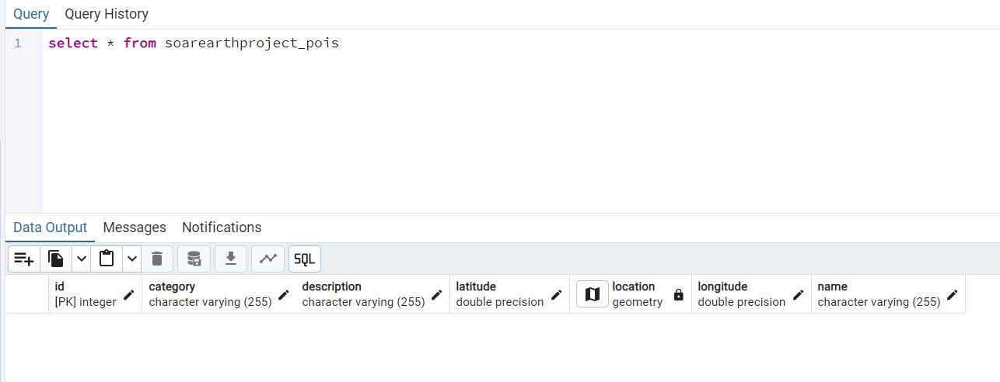 Query Query History
1 select * from soarearthproject_pois
Data Output Messages Notifications
SQL
id category description latitude location longitude name
[PK] integer character varying (255) character varying (255) double precision geometry double precision character varying (255)